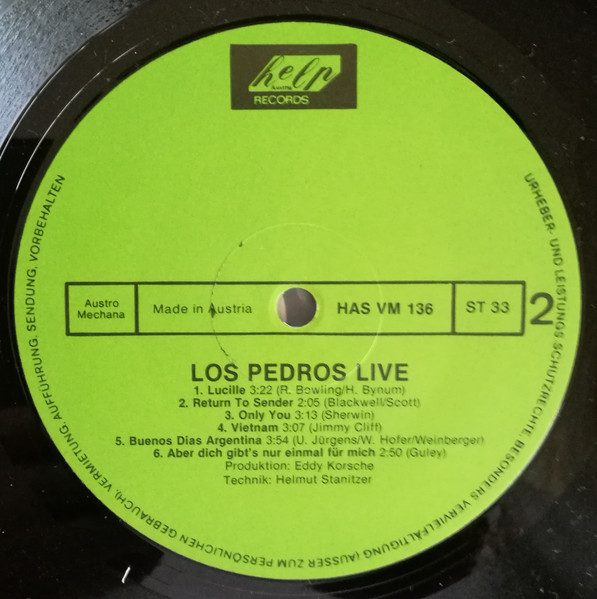 help
Austria
RECORDS
URHEBER- UND LEISTUNGS-SCHUTZRECHTE, BESONDERS VERVIELFÄLTIGUNG (AUSSER ZUM PERSÖNLICHEN GEBRAUCH), VERMIETUNG, AUFFÜHRUNG, SENDUNG, VORBEHALTEN
Austro
Mechana
Made in Austria
HAS VM 136
ST 33
2
LOS PEDROS LIVE
1. Lucille 3:22 (R. Bowling/H. Bynum)
2. Return To Sender 2:05 (Blackwell/Scott)
3. Only You 3:13 (Sherwin)
4. Vietnam 3:07 (Jimmy Cliff)
5. Buenos Dias Argentina 3:54 (U. Jürgens/W. Hofer/Weinberger)
6. Aber dich gibt's nur einmal für mich 2:50 (Guley)
Produktion: Eddy Korsche
Technik: Helmut Stanitzer